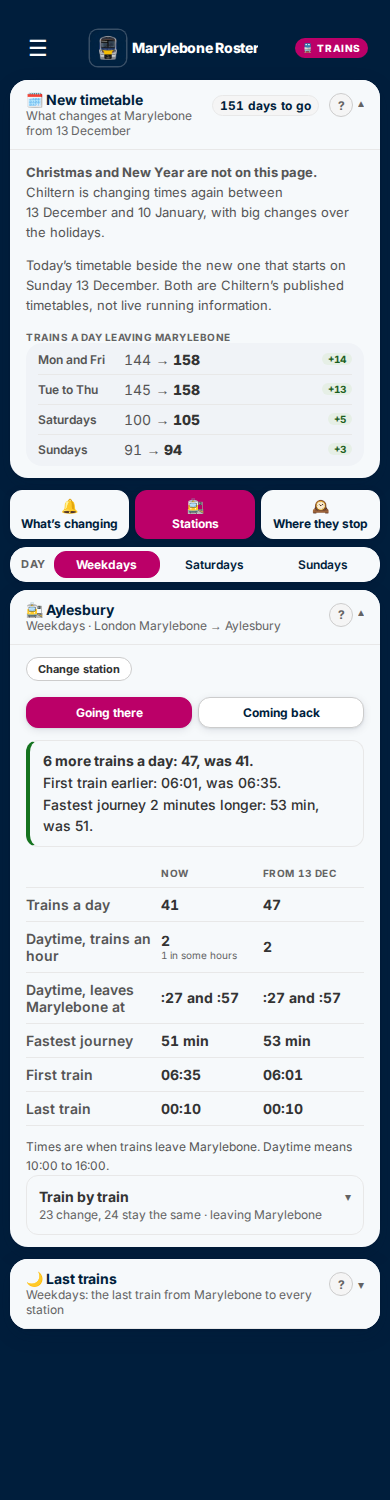 ☰ Marylebone Roster TRAINS
New timetable
151 days to go
?
What changes at Marylebone
from 13 December
Christmas and New Year are not on this page.
Chiltern is changing times again between
13 December and 10 January, with big changes over
the holidays.
Today's timetable beside the new one that starts on
Sunday 13 December. Both are Chiltern's published
timetables, not live running information.
TRAINS A DAY LEAVING MARYLEBONE
Mon and Fri 144 → 158 +14
Tue to Thu 145 → 158 +13
Saturdays 100 → 105 +5
Sundays 91 → 94 +3
What's changing Stations Where they stop
DAY Weekdays Saturdays Sundays
Aylesbury
?
Weekdays · London Marylebone → Aylesbury
Change station
Going there Coming back
6 more trains a day: 47, was 41.
First train earlier: 06:01, was 06:35.
Fastest journey 2 minutes longer: 53 min,
was 51.
NOW FROM 13 DEC
Trains a day 41 47
Daytime, trains an
hour
2
1 in some hours
2
Daytime, leaves
Marylebone at
:27 and :57 :27 and :57
Fastest journey 51 min 53 min
First train 06:35 06:01
Last train 00:10 00:10
Times are when trains leave Marylebone. Daytime means
10:00 to 16:00.
Train by train
23 change, 24 stay the same · leaving Marylebone
Last trains
?
Weekdays: the last train from Marylebone to every
station